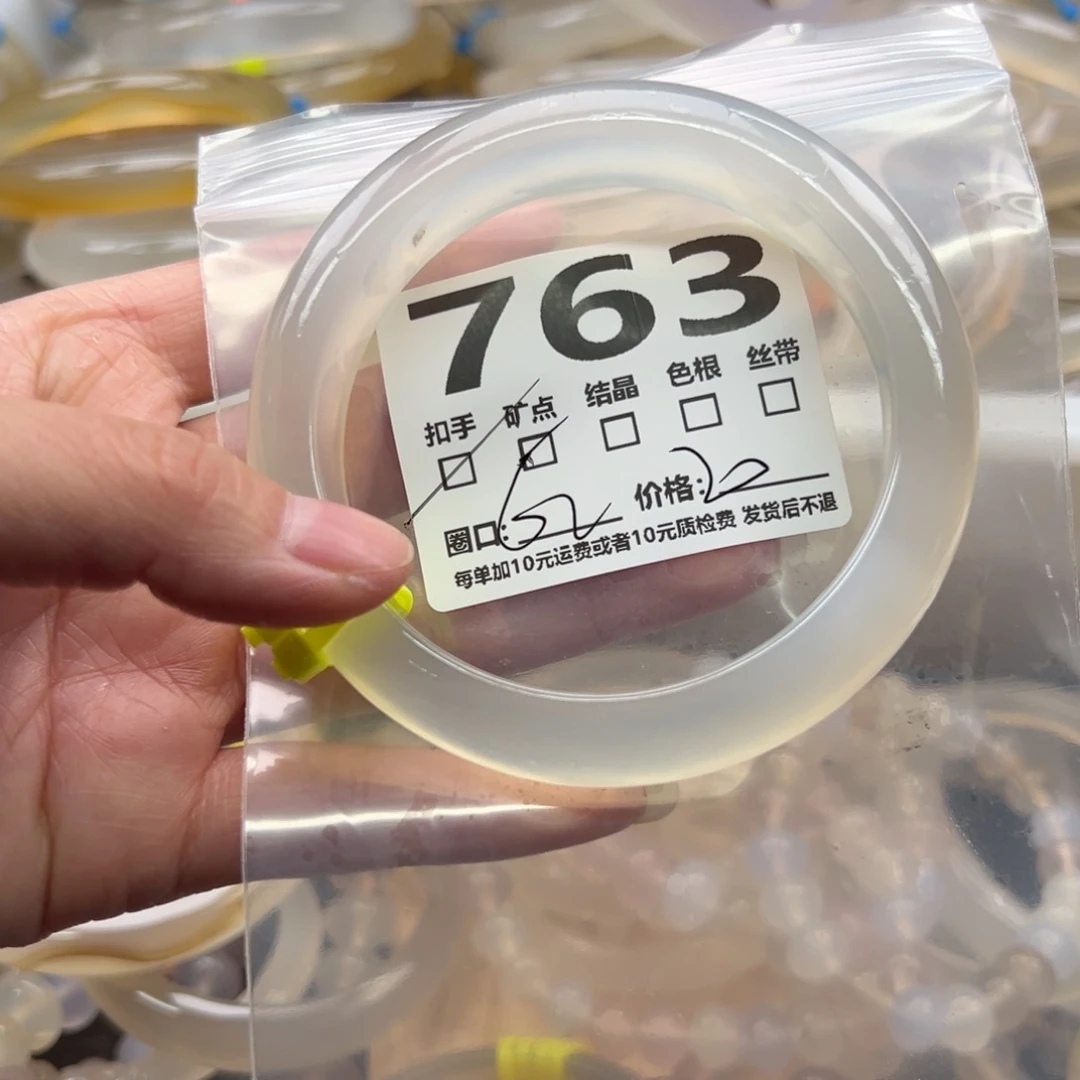 763
扣手 矿点 结晶 色根 丝带
圈口: 52 价格: 20
每单加10元运费或者10元质检费 发货后不退